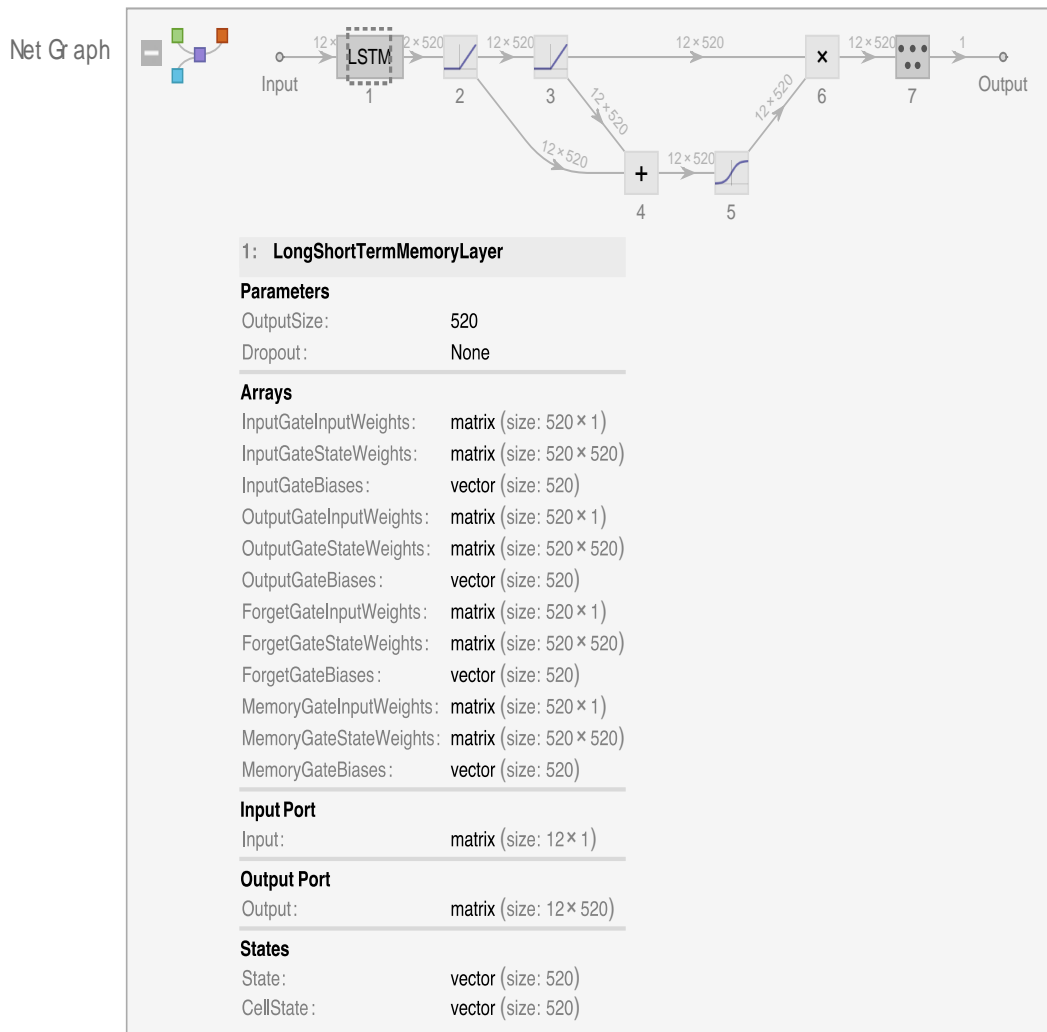 Net Graph
12× 2×520 12×520 12×520 12×520 1
LSTM
Input 1 2 3 6 7 Output
12×520 12×520
12×520 12×520
+
×
4 5
1: LongShortTermMemoryLayer
Parameters
OutputSize: 520
Dropout: None
Arrays
InputGateInputWeights: matrix (size: 520×1)
InputGateStateWeights: matrix (size: 520×520)
InputGateBiases: vector (size: 520)
OutputGateInputWeights: matrix (size: 520×1)
OutputGateStateWeights: matrix (size: 520×520)
OutputGateBiases: vector (size: 520)
ForgetGateInputWeights: matrix (size: 520×1)
ForgetGateStateWeights: matrix (size: 520×520)
ForgetGateBiases: vector (size: 520)
MemoryGateInputWeights: matrix (size: 520×1)
MemoryGateStateWeights: matrix (size: 520×520)
MemoryGateBiases: vector (size: 520)
Input Port
Input: matrix (size: 12×1)
Output Port
Output: matrix (size: 12×520)
States
State: vector (size: 520)
CellState: vector (size: 520)